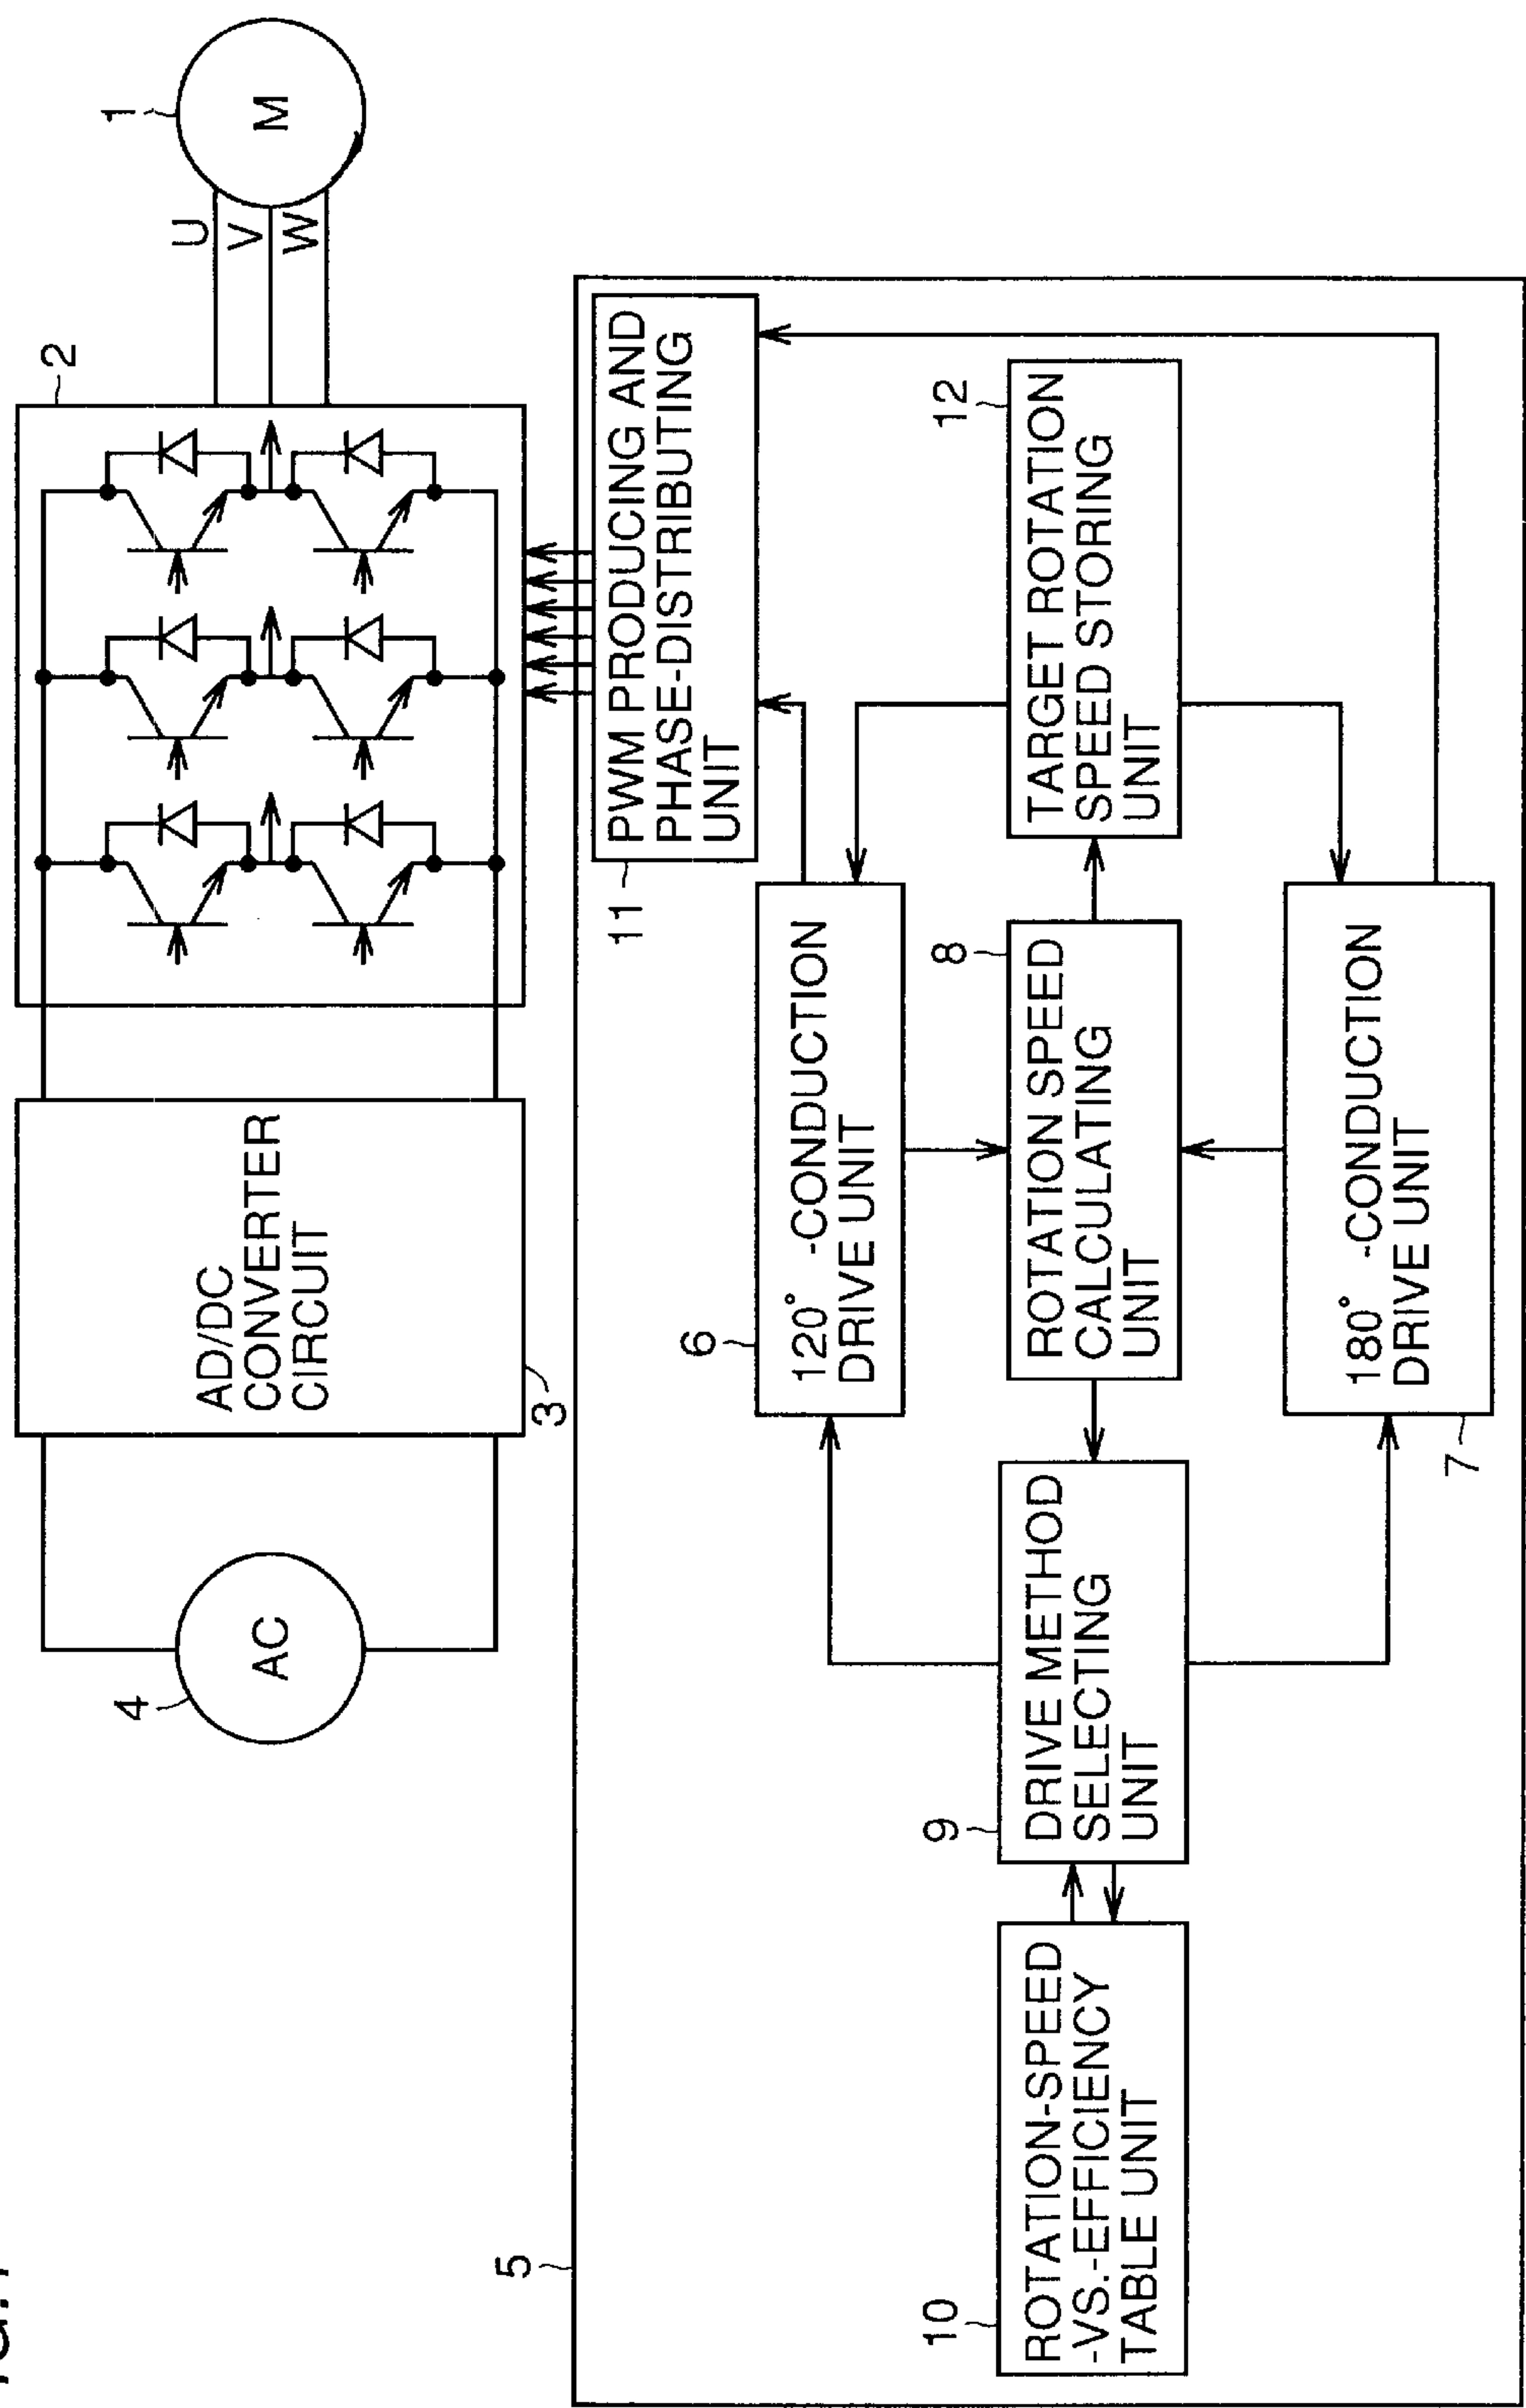 1
M
U
V
W
2
AD/DC
CONVERTER
CIRCUIT
3
4
AC
5
PWM PRODUCING AND
PHASE-DISTRIBUTING
UNIT
11
6
120° -CONDUCTION
DRIVE UNIT
12
TARGET ROTATION
SPEED STORING
UNIT
8
ROTATION SPEED
CALCULATING
UNIT
9
DRIVE METHOD
SELECTING
UNIT
10
ROTATION-SPEED
-VS.-EFFICIENCY
TABLE UNIT
180° -CONDUCTION
DRIVE UNIT
7